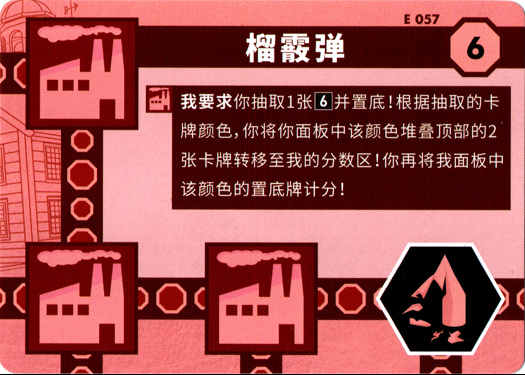 E 057
榴霰弹
6
我要求你抽取1张6并置底!根据抽取的卡
牌颜色,你将你面板中该颜色堆叠顶部的2
张卡牌转移至我的分数区!你再将我面板中
该颜色的置底牌计分!